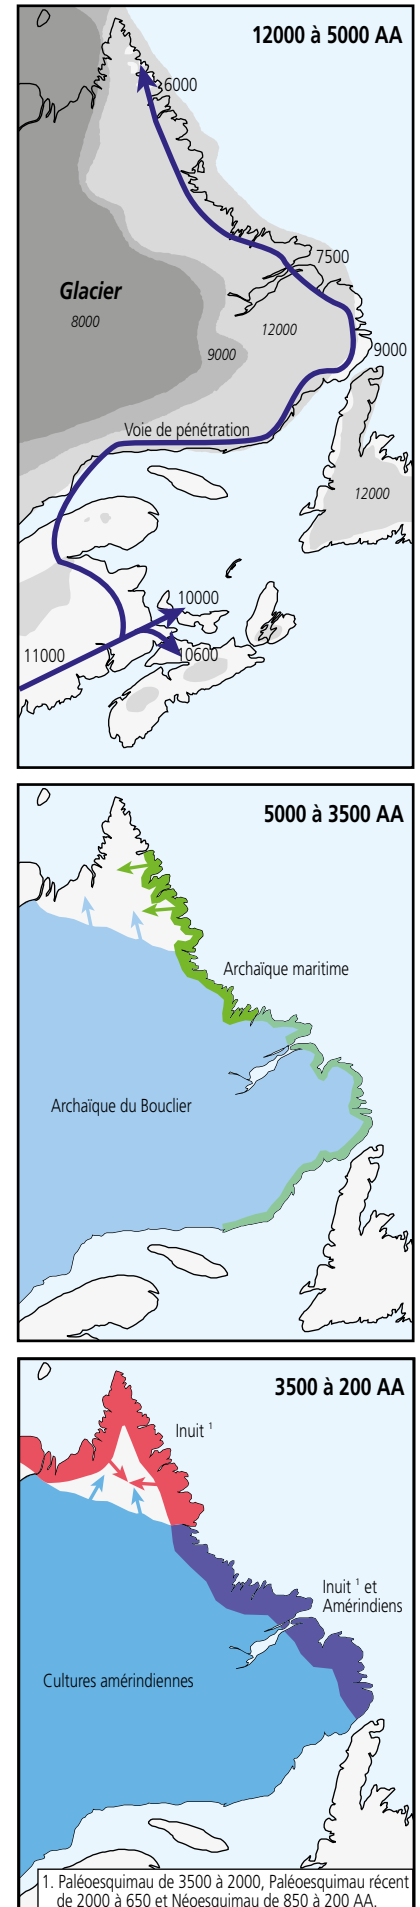 12000 à 5000 AA
6000
7500
Glacier
8000
12000
9000
9000
Voie de pénétration
12000
10000
11000
10600
5000 à 3500 AA
Archaïque maritime
Archaïque du Bouclier
3500 à 200 AA
Inuit 1
Inuit 1 et
Amérindiens
Cultures amérindiennes
1. Paléoesquimau de 3500 à 2000, Paléoesquimau récent
de 2000 à 650 et Néoesquimau de 850 à 200 AA.